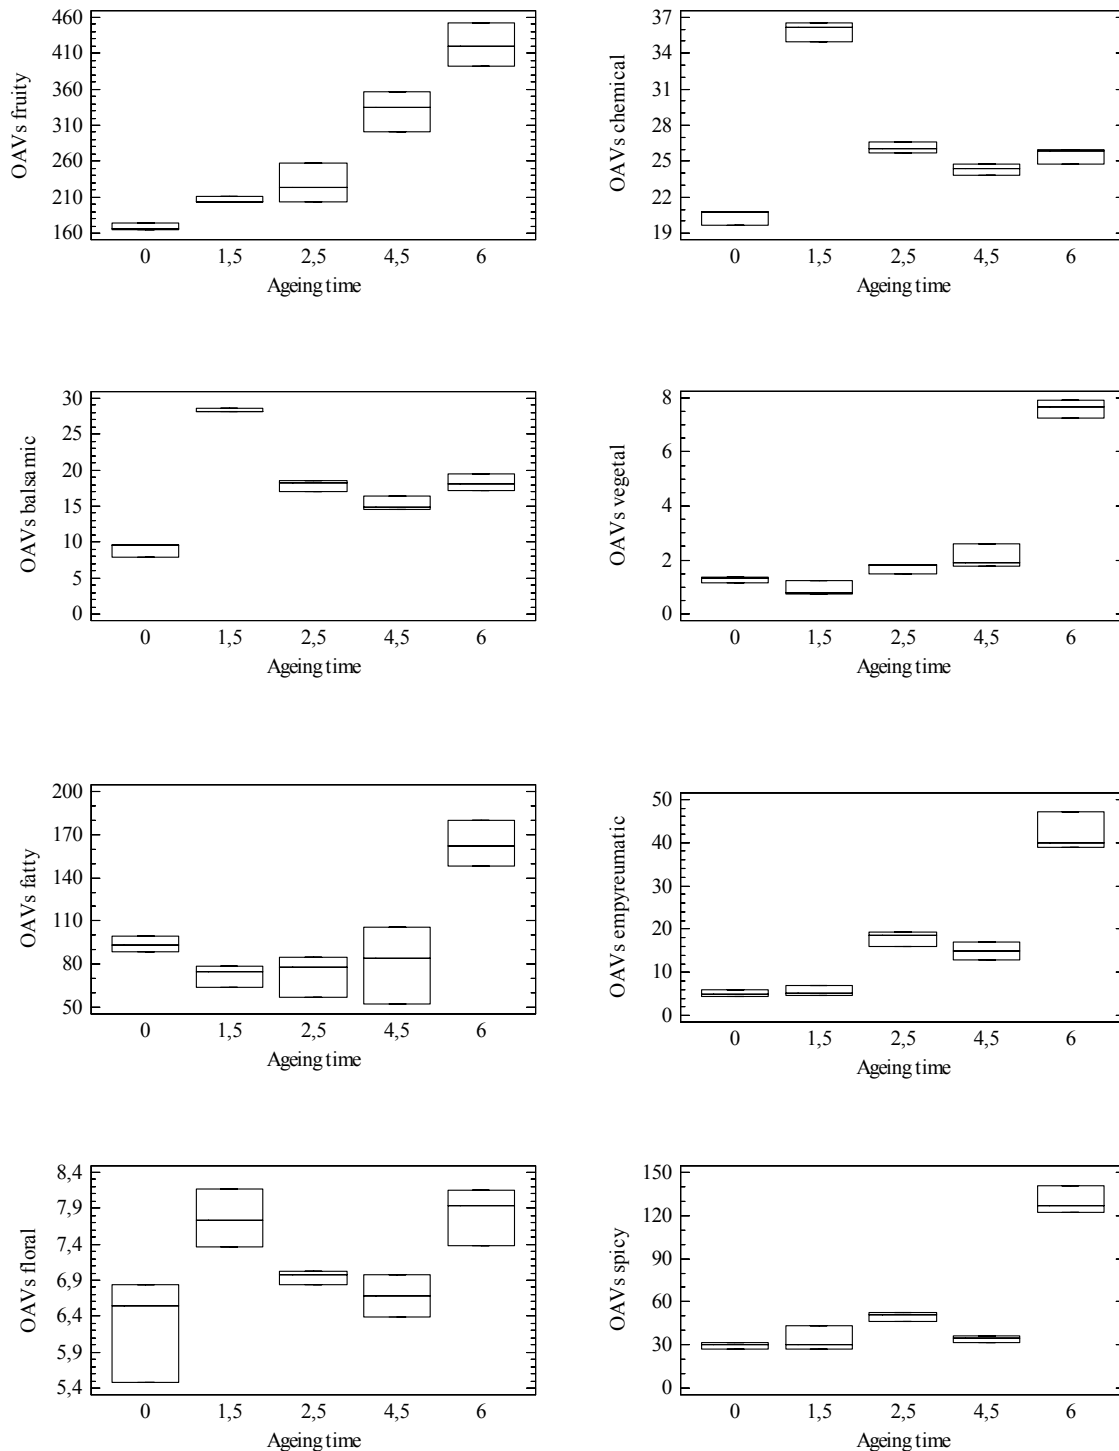 OAVs fruity
460
410
360
310
260
210
160
0 1,5 2,5 4,5 6
Ageing time
OAVs chemical
37
34
31
28
25
22
19
0 1,5 2,5 4,5 6
Ageing time
OAVs balsamic
30
25
20
15
10
5
0
0 1,5 2,5 4,5 6
Ageing time
OAVs vegetal
8
6
4
2
0
0 1,5 2,5 4,5 6
Ageing time
OAVs fatty
200
170
140
110
80
50
0 1,5 2,5 4,5 6
Ageing time
OAVs empyreumatic
50
40
30
20
10
0
0 1,5 2,5 4,5 6
Ageing time
OAVs floral
8,4
7,9
7,4
6,9
6,4
5,9
5,4
0 1,5 2,5 4,5 6
Ageing time
OAVs spicy
150
120
90
60
30
0
0 1,5 2,5 4,5 6
Ageing time